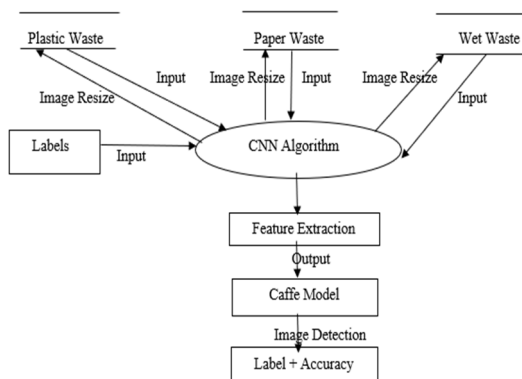 Plastic Waste
Paper Waste
Wet Waste
Input
Image Resize
Input
Image Resize
Image Resize
Input
Labels
Input
CNN Algorithm
Feature Extraction
Output
Caffe Model
Image Detection
Label + Accuracy